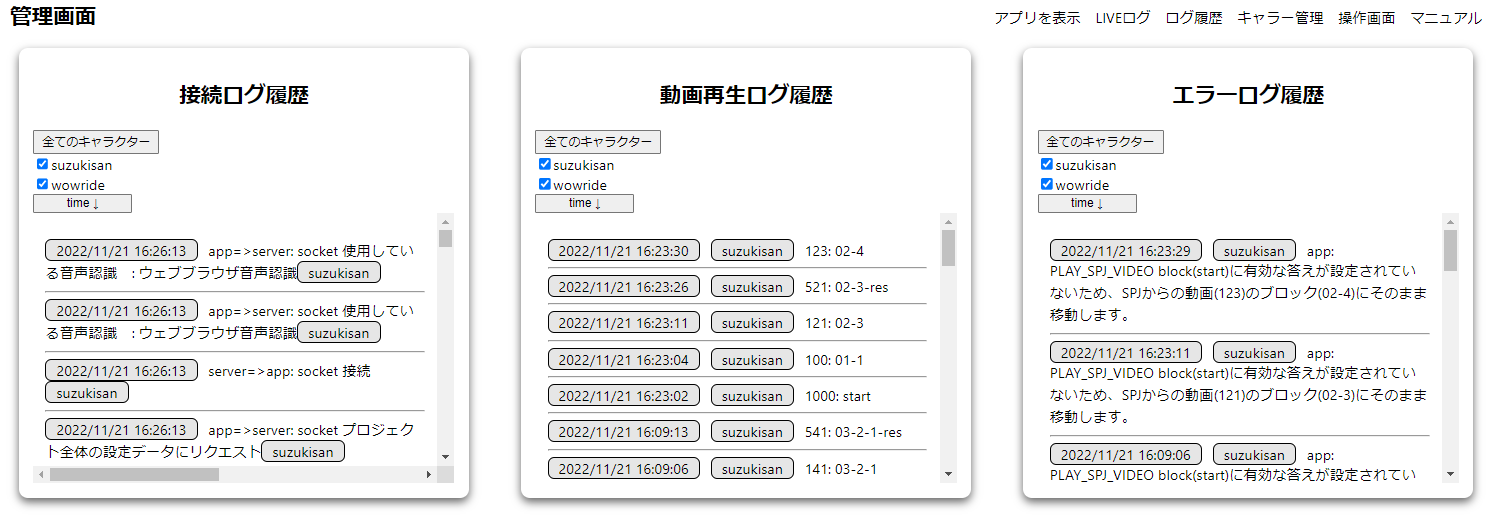 管理画面
アプリを表示 LIVEログ ログ履歴 キャラー管理 操作画面 マニュアル
接続ログ履歴
全てのキャラクター
suzukisan
wowride
time ↓
2022/11/21 16:26:13 app=>server: socket 使用してい
る音声認識 : ウェブブラウザ音声認識 suzukisan
2022/11/21 16:26:13 app=>server: socket 使用してい
る音声認識 : ウェブブラウザ音声認識 suzukisan
2022/11/21 16:26:13 server=>app: socket 接続
suzukisan
2022/11/21 16:26:13 app=>server: socket プロジェク
ト全体の設定データにリクエスト suzukisan
動画再生ログ履歴
全てのキャラクター
suzukisan
wowride
time ↓
2022/11/21 16:23:30 suzukisan 123: 02-4
2022/11/21 16:23:26 suzukisan 521: 02-3-res
2022/11/21 16:23:11 suzukisan 121: 02-3
2022/11/21 16:23:04 suzukisan 100: 01-1
2022/11/21 16:23:02 suzukisan 1000: start
2022/11/21 16:09:13 suzukisan 541: 03-2-1-res
2022/11/21 16:09:06 suzukisan 141: 03-2-1
エラーログ履歴
全てのキャラクター
suzukisan
wowride
time ↓
2022/11/21 16:23:29 suzukisan app:
PLAY_SPJ_VIDEO block(start)に有効な答えが設定されてい
ないため、SPJからの動画(123)のブロック(02-4)にそのまま
移動します。
2022/11/21 16:23:11 suzukisan app:
PLAY_SPJ_VIDEO block(start)に有効な答えが設定されてい
ないため、SPJからの動画(121)のブロック(02-3)にそのまま
移動します。
2022/11/21 16:09:06 suzukisan app:
PLAY_SPJ_VIDEO block(start)に有効な答えが設定されてい